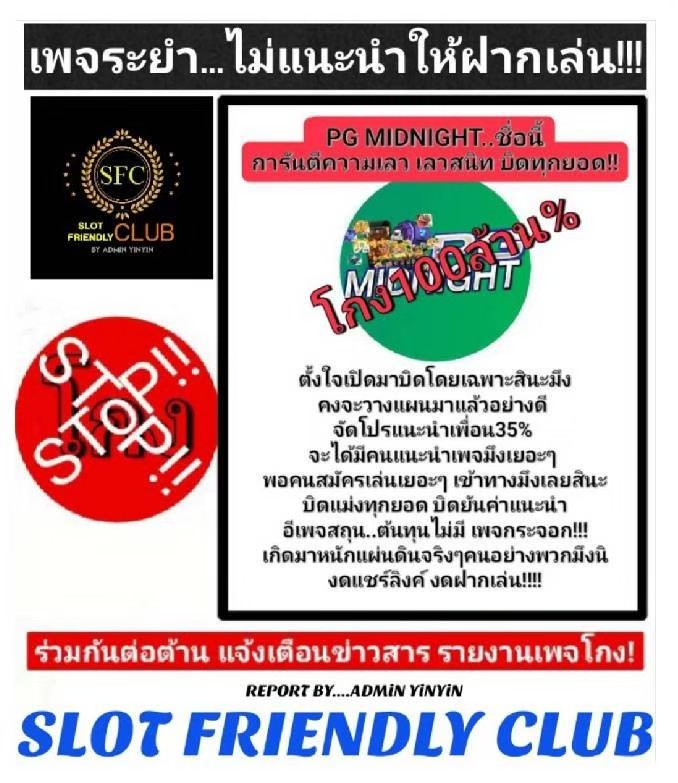 เพจระยำ...ไม่แนะนำให้ฝากเล่น!!!
SFC
SLOT
FRIENDLY CLUB
BY ADMIN YINYIN
PG MIDNIGHT..ชื่อนี้
การันตีความเลว เลวสนิท บิดทุกยอด!!
MIDNIGHT
โกง100ล้าน%
โกง
STOP!!
STOP!!
ตั้งใจเปิดมาบิดโดยเฉพาะสินะมึง
คงจะวางแผนมาแล้วอย่างดี
จัดโปรแนะนำเพื่อน35%
จะได้มีคนแนะนำเพจมึงเยอะๆ
พอคนสมัครเล่นเยอะๆ เข้าทางมึงเลยสินะ
บิดแม่งทุกยอด บิดยันค่าแนะนำ
อีเพจสถุน..ต้นทุนไม่มี เพจกระจอก!!!
เกิดมาหนักแผ่นดินจริงๆคนอย่างพวกมึงนิ
งดแชร์ลิงค์ งดฝากเล่น!!!!
ร่วมกันต่อต้าน แจ้งเตือนข่าวสาร รายงานเพจโกง!
REPORT BY....ADMiN YiNYiN
SLOT FRIENDLY CLUB